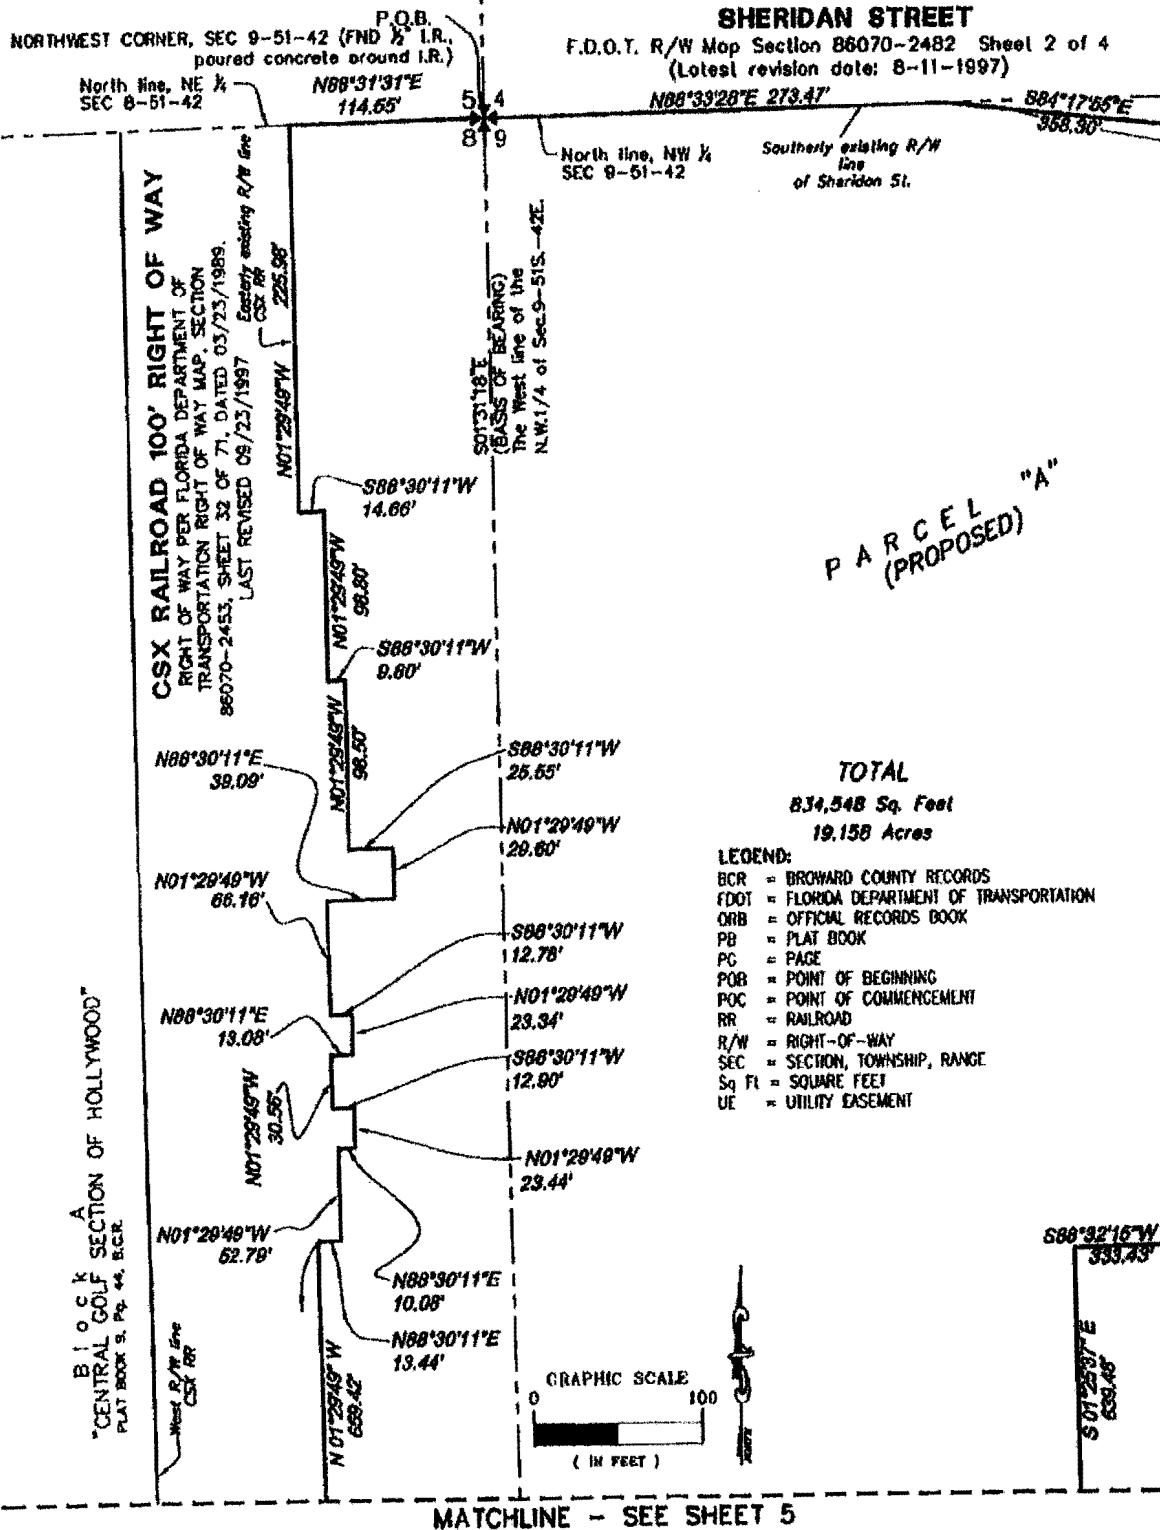 SHERIDAN STREET
F.D.O.T. R/W Map Section 86070-2482 Sheet 2 of 4
(Latest revision date: 8-11-1997)
P.O.B.
NORTHWEST CORNER, SEC 9-51-42 (FND ½" I.R.,
poured concrete around I.R.)
North line, NE ¼
SEC 8-51-42
N88°31'31"E
114.65'
5 4
8 9
N88°33'28"E 273.47'
S84°17'55"E
358.30'
North line, NW ¼
SEC 9-51-42
Southerly existing R/W
line
of Sheridan St.
CSX RAILROAD 100' RIGHT OF WAY
RIGHT OF WAY PER FLORIDA DEPARTMENT OF
TRANSPORTATION RIGHT OF WAY MAP, SECTION
86070-2453, SHEET 32 OF 71, DATED 03/23/1989.
LAST REVISED 09/23/1997
Easterly existing R/W line
CSX RR
225.98'
N01°29'49"W
S01°31'18"E
(BASIS OF BEARING)
The West line of the
N.W.1/4 of Sec.9-51S.-42E.
S88°30'11"W
14.66'
N01°29'49"W
98.80'
S88°30'11"W
9.80'
N01°29'49"W
98.50'
PARCEL "A"
(PROPOSED)
N88°30'11"E
39.09'
S88°30'11"W
25.55'
N01°29'49"W
29.60'
N01°29'49"W
66.16'
S88°30'11"W
12.78'
N88°30'11"E
13.08'
N01°29'49"W
23.34'
S88°30'11"W
12.90'
N01°29'49"W
30.56'
N01°29'49"W
23.44'
N01°29'49"W
52.79'
N88°30'11"E
10.08'
N88°30'11"E
13.44'
N 01°29'49" W
659.42'
TOTAL
834,548 Sq. Feet
19.158 Acres
LEGEND:
BCR = BROWARD COUNTY RECORDS
FDOT = FLORIDA DEPARTMENT OF TRANSPORTATION
ORB = OFFICIAL RECORDS BOOK
PB = PLAT BOOK
PG = PAGE
POB = POINT OF BEGINNING
POC = POINT OF COMMENCEMENT
RR = RAILROAD
R/W = RIGHT-OF-WAY
SEC = SECTION, TOWNSHIP, RANGE
Sq Ft = SQUARE FEET
UE = UTILITY EASEMENT
Block A
"CENTRAL GOLF SECTION OF HOLLYWOOD"
PLAT BOOK 9, Pg. 44, B.C.R.
West R/W line
CSX RR
S88°32'15"W
333.43'
S 01°25'37" E
639.48'
GRAPHIC SCALE
0 100
( IN FEET )
MATCHLINE - SEE SHEET 5